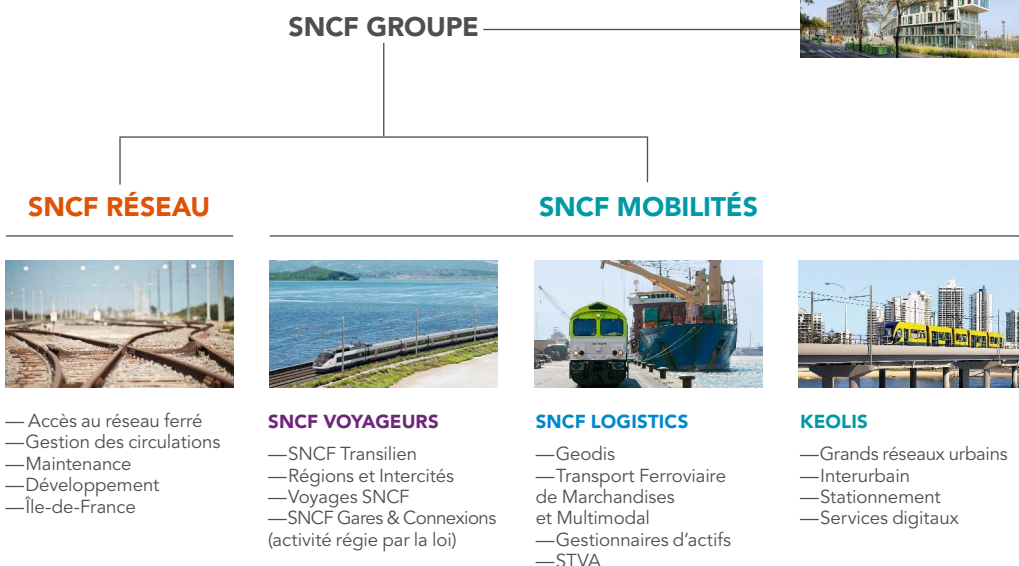 SNCF GROUPE
SNCF RÉSEAU
— Accès au réseau ferré
—Gestion des circulations
—Maintenance
—Développement
—Île-de-France
SNCF MOBILITÉS
SNCF VOYAGEURS
—SNCF Transilien
—Régions et Intercités
—Voyages SNCF
—SNCF Gares & Connexions
(activité régie par la loi)
SNCF LOGISTICS
—Geodis
—Transport Ferroviaire
de Marchandises
et Multimodal
—Gestionnaires d'actifs
—STVA
KEOLIS
—Grands réseaux urbains
—Interurbain
—Stationnement
—Services digitaux